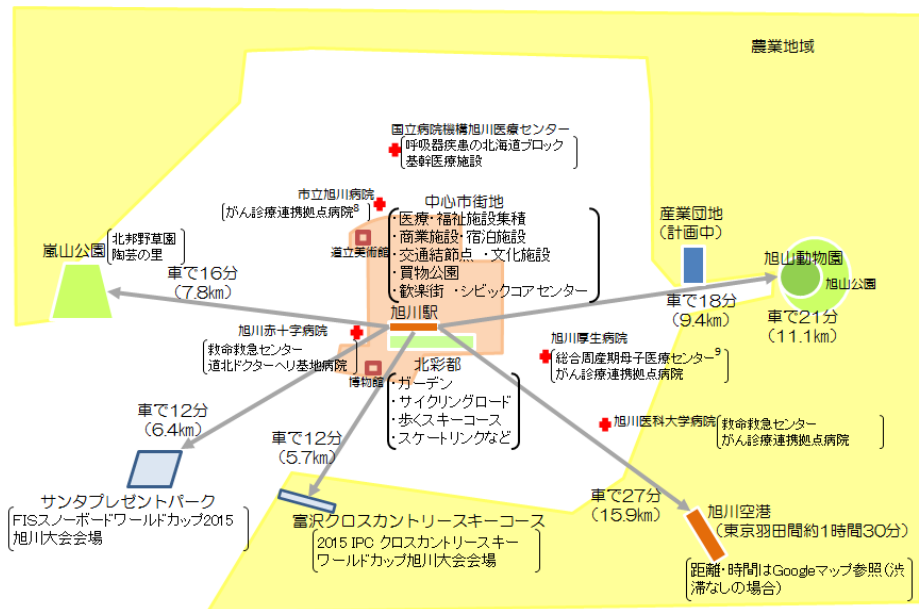 農業地域
国立病院機構旭川医療センター
呼吸器疾患の北海道ブロック
基幹医療施設
市立旭川病院
がん診療連携拠点病院8
中心市街地
・医療・福祉施設集積
・商業施設・宿泊施設
・交通結節点 ・文化施設
・買物公園
・歓楽街 ・シビックコアセンター
道立美術館
産業団地
(計画中)
嵐山公園
北邦野草園
陶芸の里
旭山動物園
旭山公園
車で16分
(7.8km)
車で18分
(9.4km)
車で21分
(11.1km)
旭川駅
旭川赤十字病院
救命救急センター
道北ドクターヘリ基地病院
博物館
旭川厚生病院
総合周産期母子医療センター9
がん診療連携拠点病院
北彩都
・ガーデン
・サイクリングロード
・歩くスキーコース
・スケートリンクなど
旭川医科大学病院
救命救急センター
がん診療連携拠点病院
車で12分
(6.4km)
車で12分
(5.7km)
車で27分
(15.9km)
サンタプレゼントパーク
FISスノーボードワールドカップ2015
旭川大会会場
富沢クロスカントリースキーコース
2015 IPC クロスカントリースキー
ワールドカップ旭川大会会場
旭川空港
(東京羽田間約1時間30分)
距離・時間はGoogleマップ参照(渋
滞なしの場合)